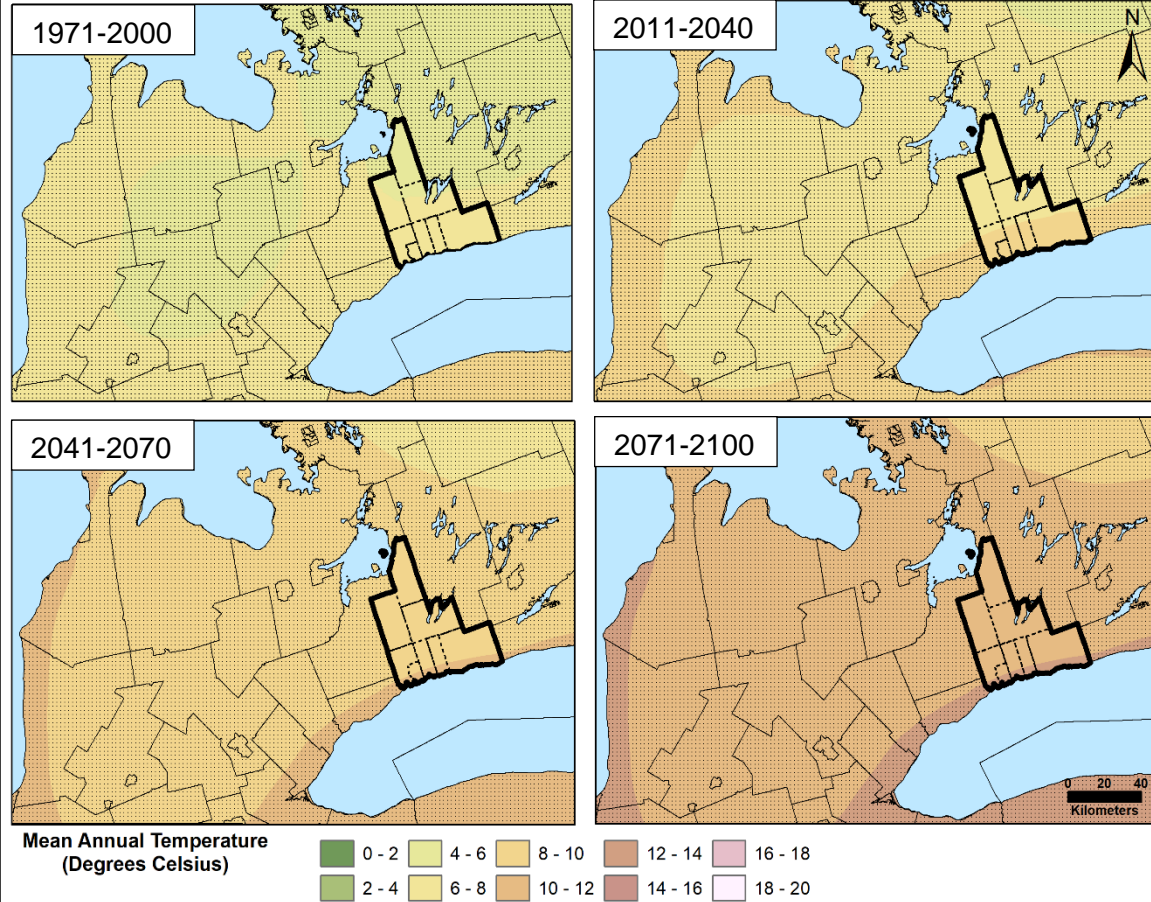 1971-2000
2011-2040
N
2041-2070
2071-2100
0 20 40
Kilometers
Mean Annual Temperature
(Degrees Celsius)
0 - 2 4 - 6 8 - 10 12 - 14 16 - 18
2 - 4 6 - 8 10 - 12 14 - 16 18 - 20